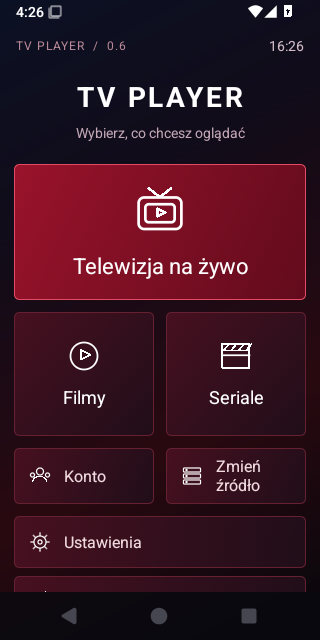 4:26
TV PLAYER / 0.6
16:26
TV PLAYER
Wybierz, co chcesz oglądać
Telewizja na żywo
Filmy
Seriale
Konto
Zmień
źródło
Ustawienia